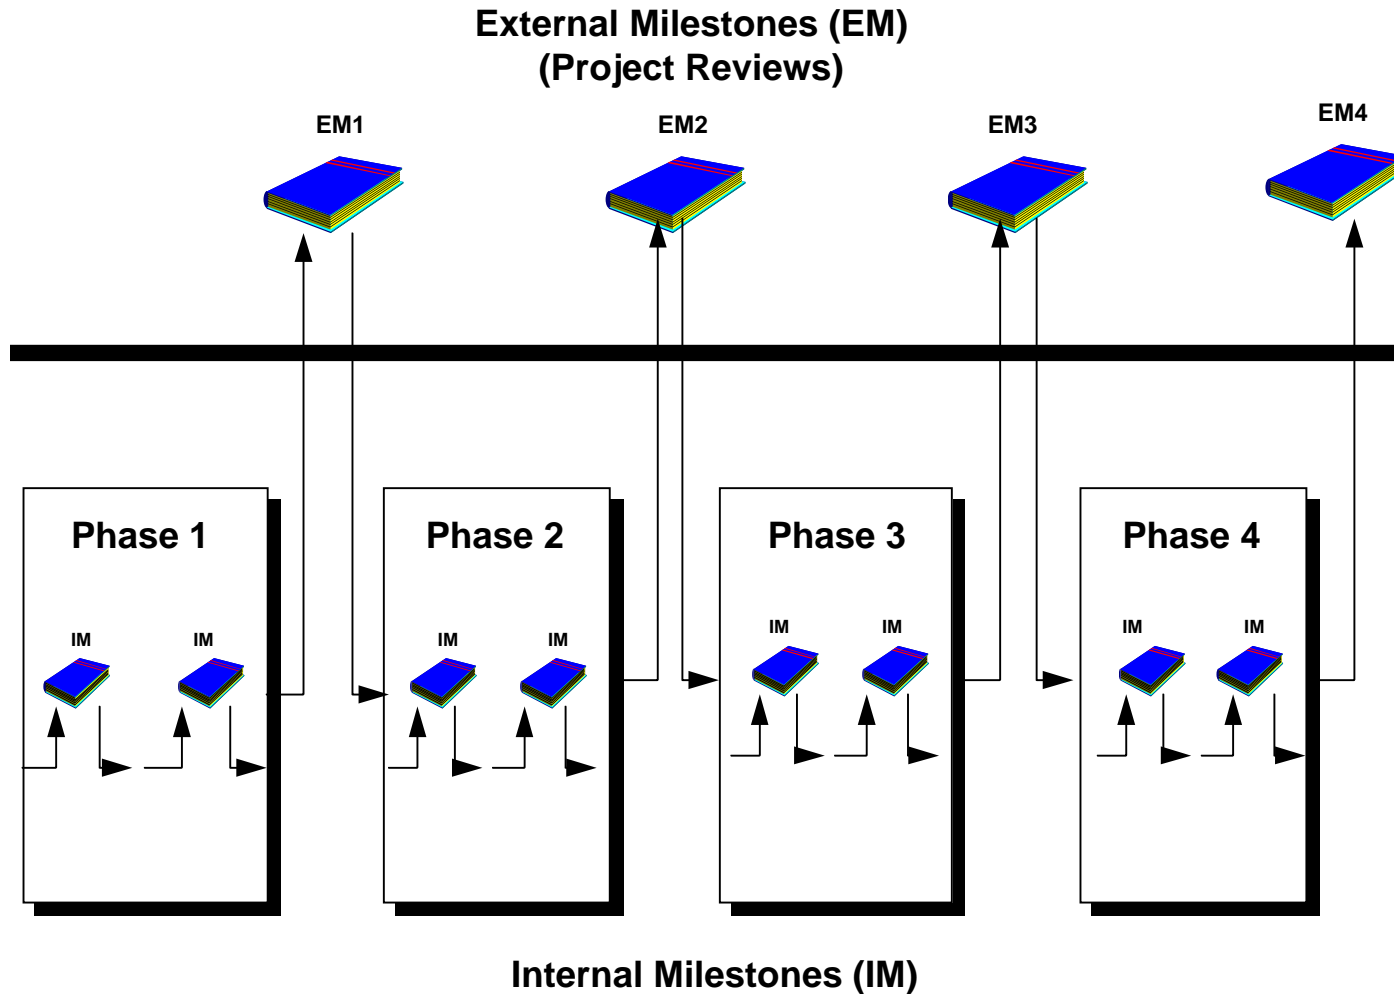 External Milestones (EM)
(Project Reviews)
EM1
EM2
EM3
EM4
Phase 1
Phase 2
Phase 3
Phase 4
IM
IM
IM
IM
IM
IM
IM
IM
Internal Milestones (IM)